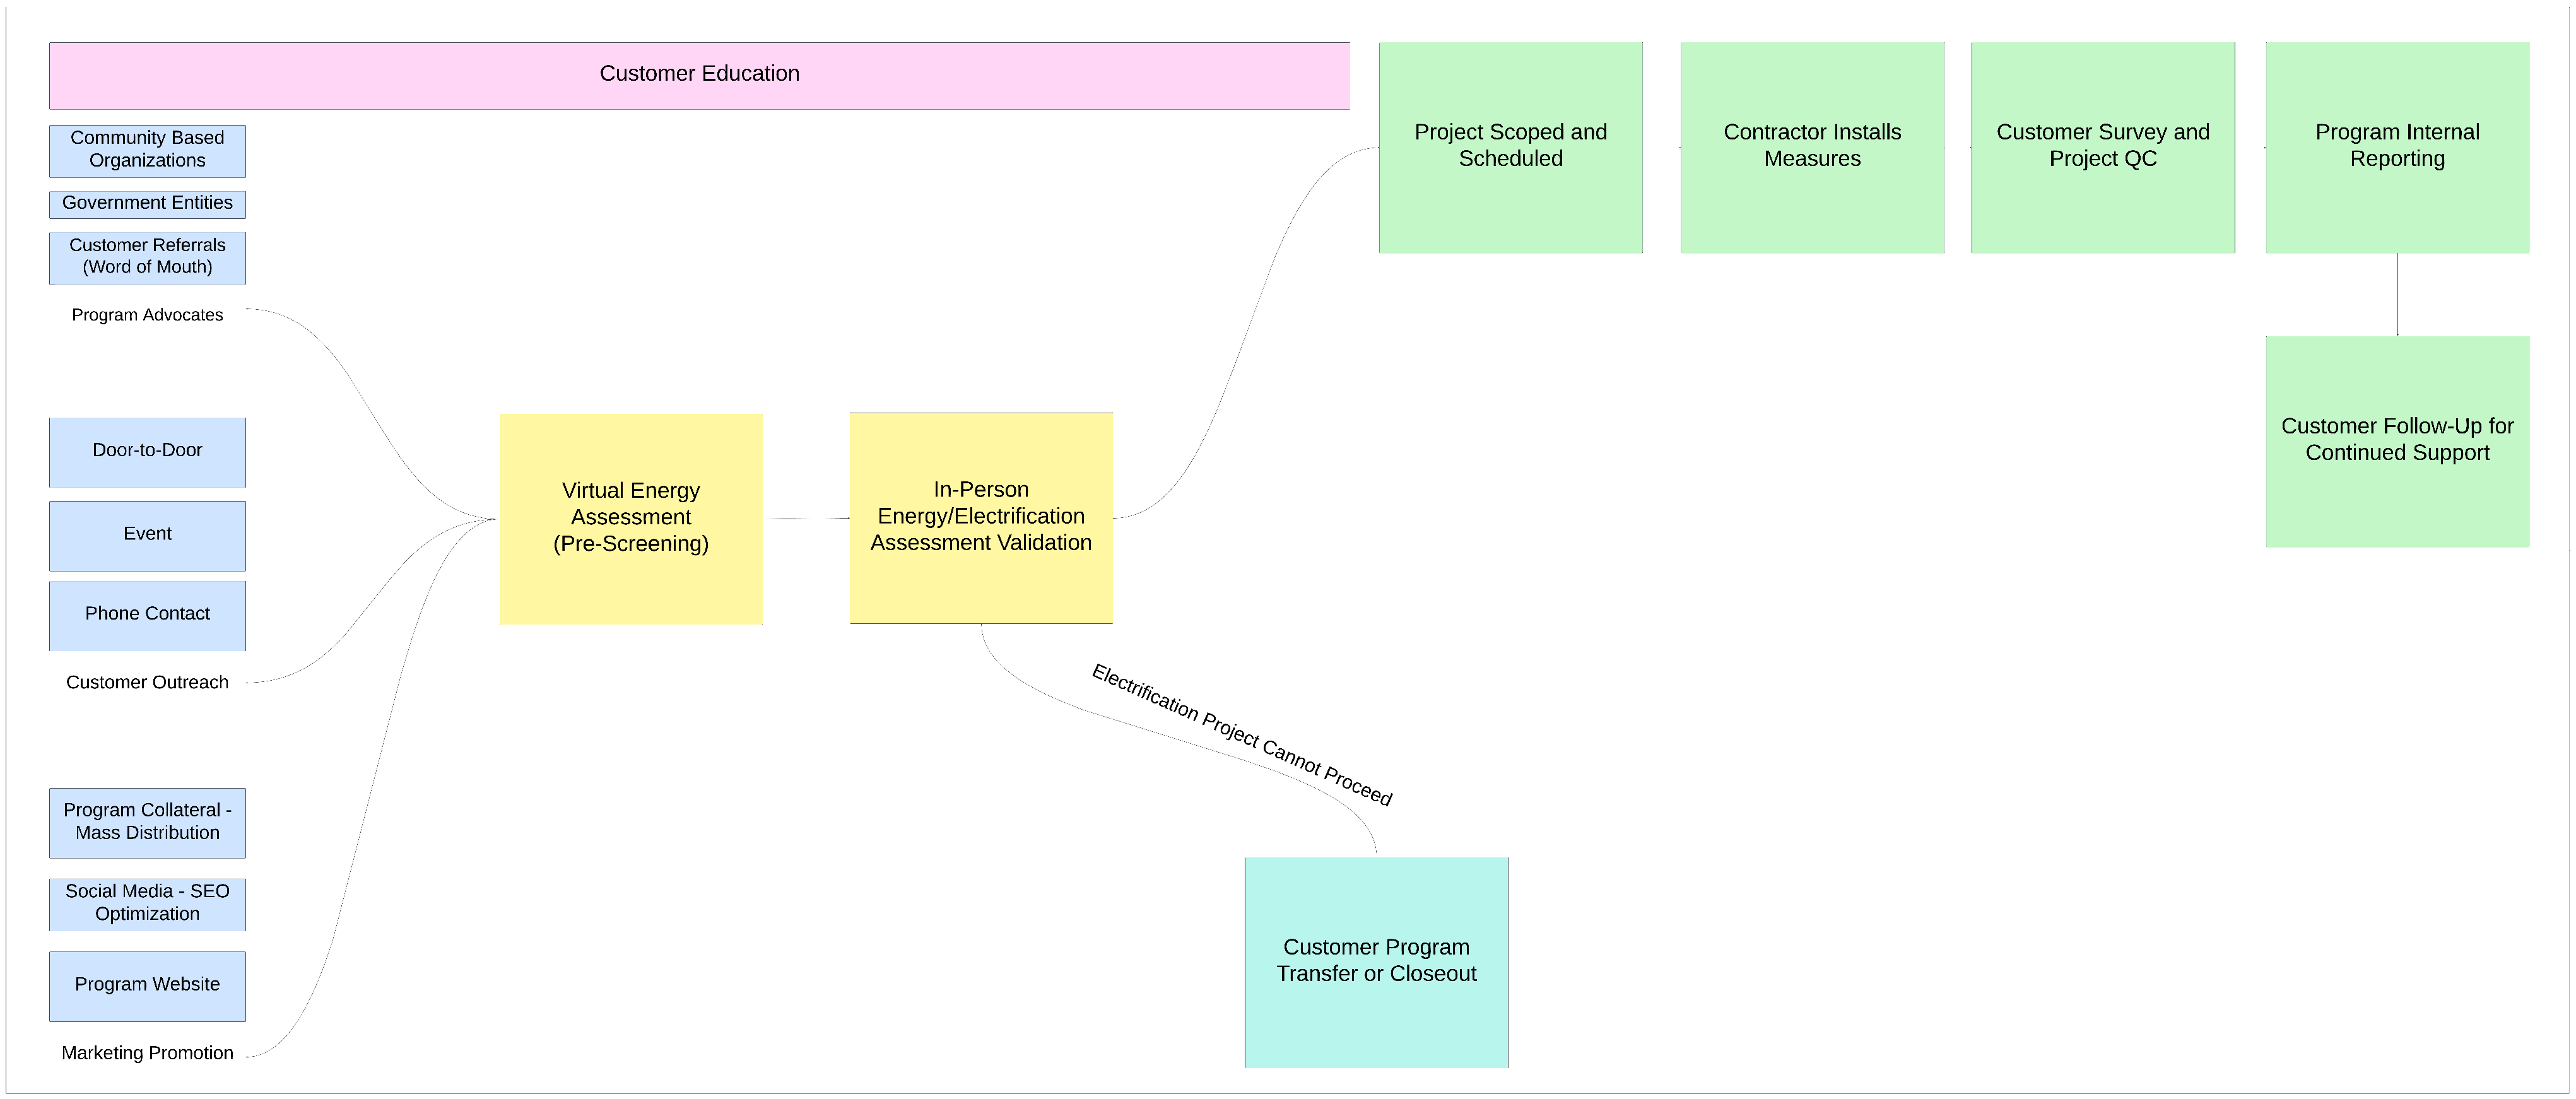 Customer Education
Community Based
Organizations
Government Entities
Customer Referrals
(Word of Mouth)
Program Advocates
Door-to-Door
Event
Phone Contact
Customer Outreach
Program Collateral -
Mass Distribution
Social Media - SEO
Optimization
Program Website
Marketing Promotion
Virtual Energy
Assessment
(Pre-Screening)
In-Person
Energy/Electrification
Assessment Validation
Electrification Project Cannot Proceed
Customer Program
Transfer or Closeout
Project Scoped and
Scheduled
Contractor Installs
Measures
Customer Survey and
Project QC
Program Internal
Reporting
Customer Follow-Up for
Continued Support